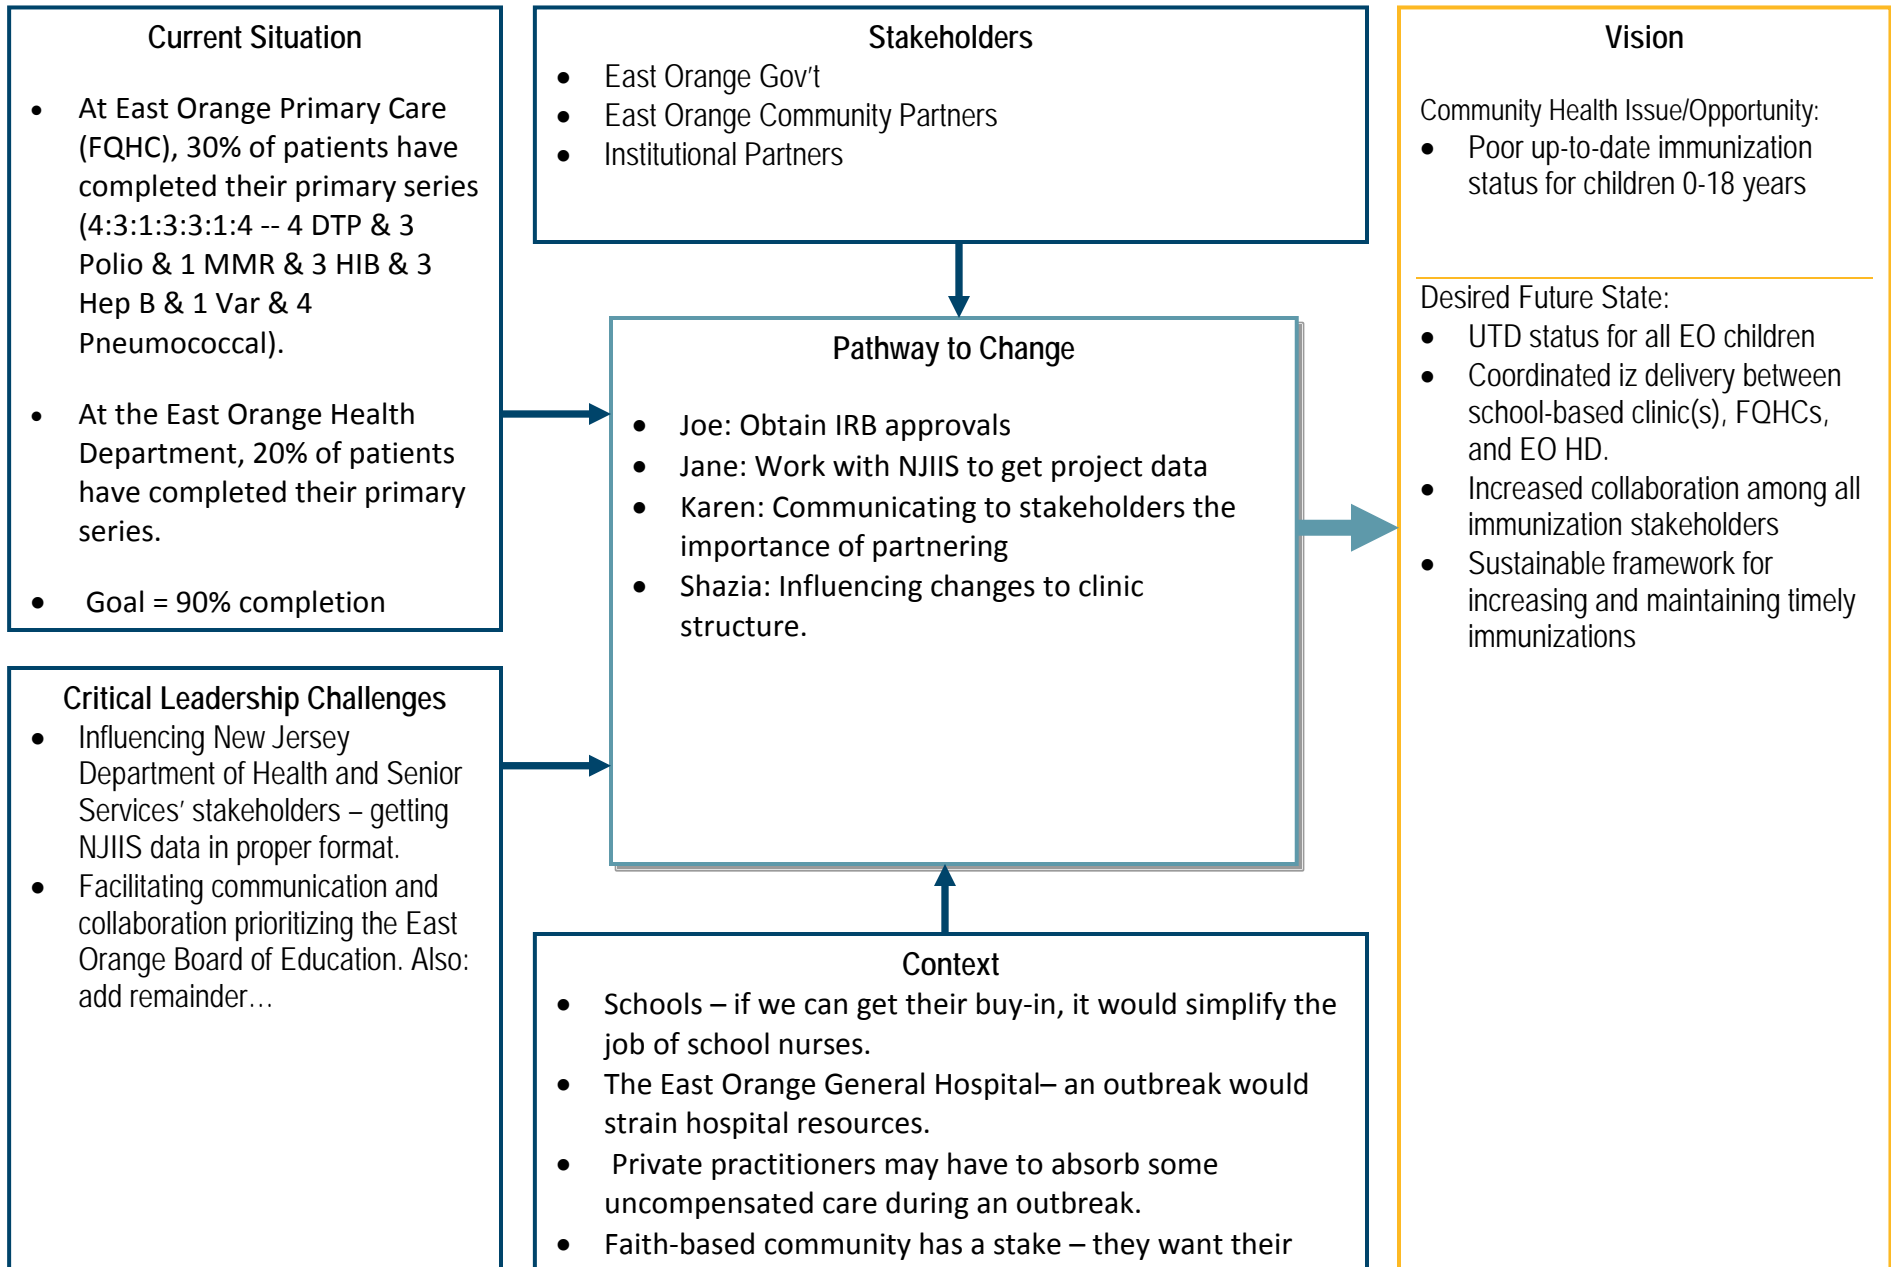 Current Situation
• At East Orange Primary Care
(FQHC), 30% of patients have
completed their primary series
(4:3:1:3:3:1:4 -- 4 DTP & 3
Polio & 1 MMR & 3 HIB & 3
Hep B & 1 Var & 4
Pneumococcal).
• At the East Orange Health
Department, 20% of patients
have completed their primary
series.
• Goal = 90% completion
Critical Leadership Challenges
• Influencing New Jersey
Department of Health and Senior
Services’ stakeholders – getting
NJIIS data in proper format.
• Facilitating communication and
collaboration prioritizing the East
Orange Board of Education. Also:
add remainder…
Stakeholders
• East Orange Gov’t
• East Orange Community Partners
• Institutional Partners
Pathway to Change
• Joe: Obtain IRB approvals
• Jane: Work with NJIIS to get project data
• Karen: Communicating to stakeholders the
importance of partnering
• Shazia: Influencing changes to clinic
structure.
Context
• Schools – if we can get their buy-in, it would simplify the
job of school nurses.
• The East Orange General Hospital– an outbreak would
strain hospital resources.
• Private practitioners may have to absorb some
uncompensated care during an outbreak.
• Faith-based community has a stake – they want their
Vision
Community Health Issue/Opportunity:
• Poor up-to-date immunization
status for children 0-18 years
Desired Future State:
• UTD status for all EO children
• Coordinated iz delivery between
school-based clinic(s), FQHCs,
and EO HD.
• Increased collaboration among all
immunization stakeholders
• Sustainable framework for
increasing and maintaining timely
immunizations